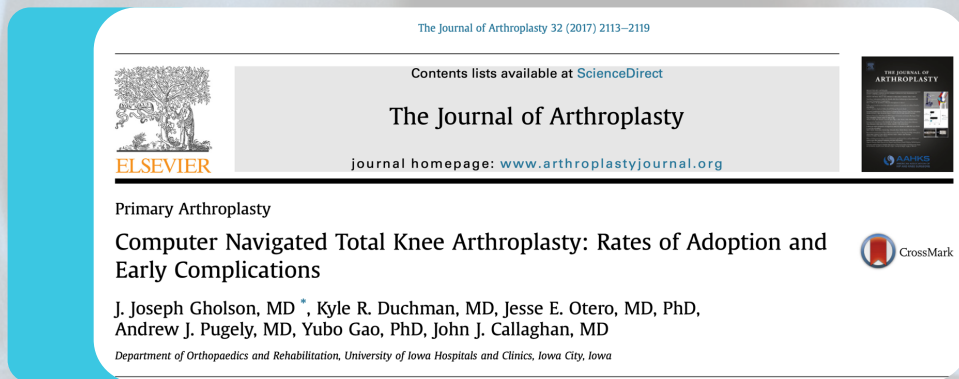 The Journal of Arthroplasty 32 (2017) 2113–2119
Contents lists available at ScienceDirect
The Journal of Arthroplasty
journal homepage: www.arthroplastyjournal.org
ELSEVIER
THE JOURNAL OF
ARTHROPLASTY
AAHKS
Primary Arthroplasty
Computer Navigated Total Knee Arthroplasty: Rates of Adoption and
Early Complications
CrossMark
J. Joseph Gholson, MD *, Kyle R. Duchman, MD, Jesse E. Otero, MD, PhD,
Andrew J. Pugely, MD, Yubo Gao, PhD, John J. Callaghan, MD
Department of Orthopaedics and Rehabilitation, University of Iowa Hospitals and Clinics, Iowa City, Iowa